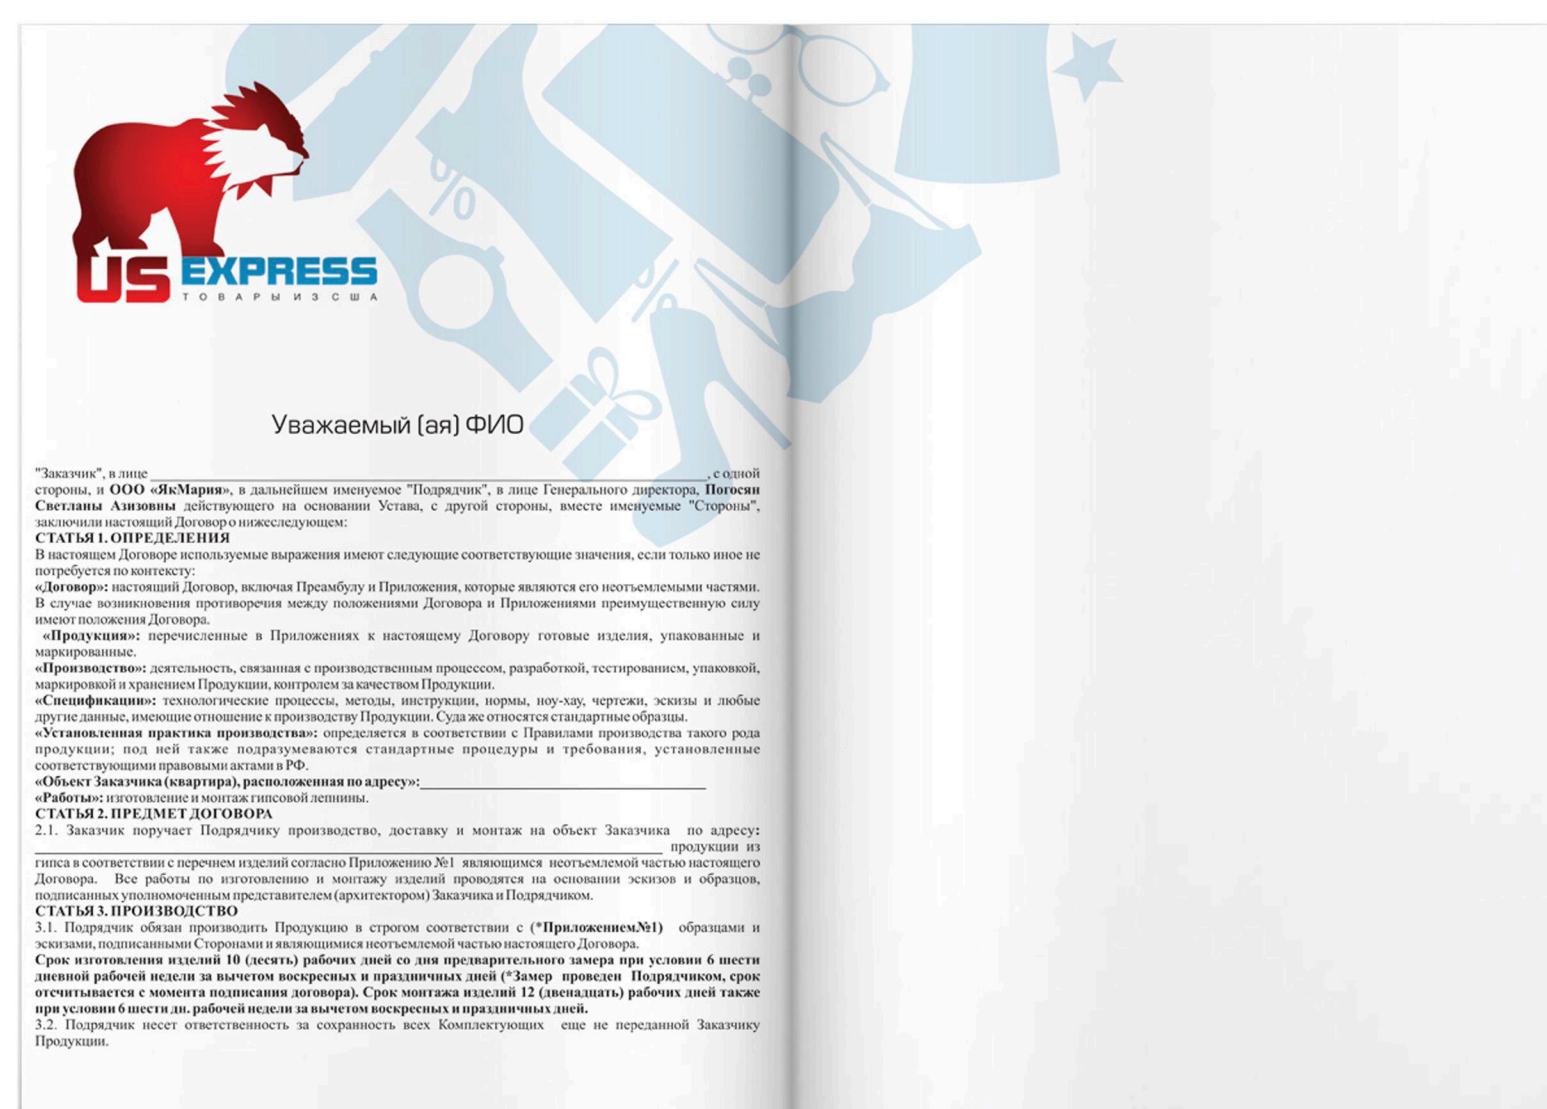 US EXPRESS
ТОВАРЫ ИЗ США
%
%
Уважаемый (ая) ФИО
"Заказчик", в лице ________________, с одной
стороны, и ООО «ЯкМария», в дальнейшем именуемое "Подрядчик", в лице Генерального директора, Погосян
Светланы Азизовны действующего на основании Устава, с другой стороны, вместе именуемые "Стороны",
заключили настоящий Договор о нижеследующем:
СТАТЬЯ 1. ОПРЕДЕЛЕНИЯ
В настоящем Договоре используемые выражения имеют следующие соответствующие значения, если только иное не
потребуется по контексту:
«Договор»: настоящий Договор, включая Преамбулу и Приложения, которые являются его неотъемлемыми частями.
В случае возникновения противоречия между положениями Договора и Приложениями преимущественную силу
имеют положения Договора.
«Продукция»: перечисленные в Приложениях к настоящему Договору готовые изделия, упакованные и
маркированные.
«Производство»: деятельность, связанная с производственным процессом, разработкой, тестированием, упаковкой,
маркировкой и хранением Продукции, контролем за качеством Продукции.
«Спецификации»: технологические процессы, методы, инструкции, нормы, ноу-хау, чертежи, эскизы и любые
другие данные, имеющие отношение к производству Продукции. Суда же относятся стандартные образцы.
«Установленная практика производства»: определяется в соответствии с Правилами производства такого рода
продукции; под ней также подразумеваются стандартные процедуры и требования, установленные
соответствующими правовыми актами в РФ.
«Объект Заказчика (квартира), расположенная по адресу»:________________
«Работы»: изготовление и монтаж гипсовой лепнины.
СТАТЬЯ 2. ПРЕДМЕТ ДОГОВОРА
2.1. Заказчик поручает Подрядчику производство, доставку и монтаж на объект Заказчика по адресу:
________________ продукции из
гипса в соответствии с перечнем изделий согласно Приложению №1 являющимся неотъемлемой частью настоящего
Договора. Все работы по изготовлению и монтажу изделий проводятся на основании эскизов и образцов,
подписанных уполномоченным представителем (архитектором) Заказчика и Подрядчиком.
СТАТЬЯ 3. ПРОИЗВОДСТВО
3.1. Подрядчик обязан производить Продукцию в строгом соответствии с (*Приложением№1) образцами и
эскизами, подписанными Сторонами и являющимися неотъемлемой частью настоящего Договора.
Срок изготовления изделий 10 (десять) рабочих дней со дня предварительного замера при условии 6 шести
дневной рабочей недели за вычетом воскресных и праздничных дней (*Замер проведен Подрядчиком, срок
отсчитывается с момента подписания договора). Срок монтажа изделий 12 (двенадцать) рабочих дней также
при условии 6 шести дн. рабочей недели за вычетом воскресных и праздничных дней.
3.2. Подрядчик несет ответственность за сохранность всех Комплектующих еще не переданной Заказчику
Продукции.